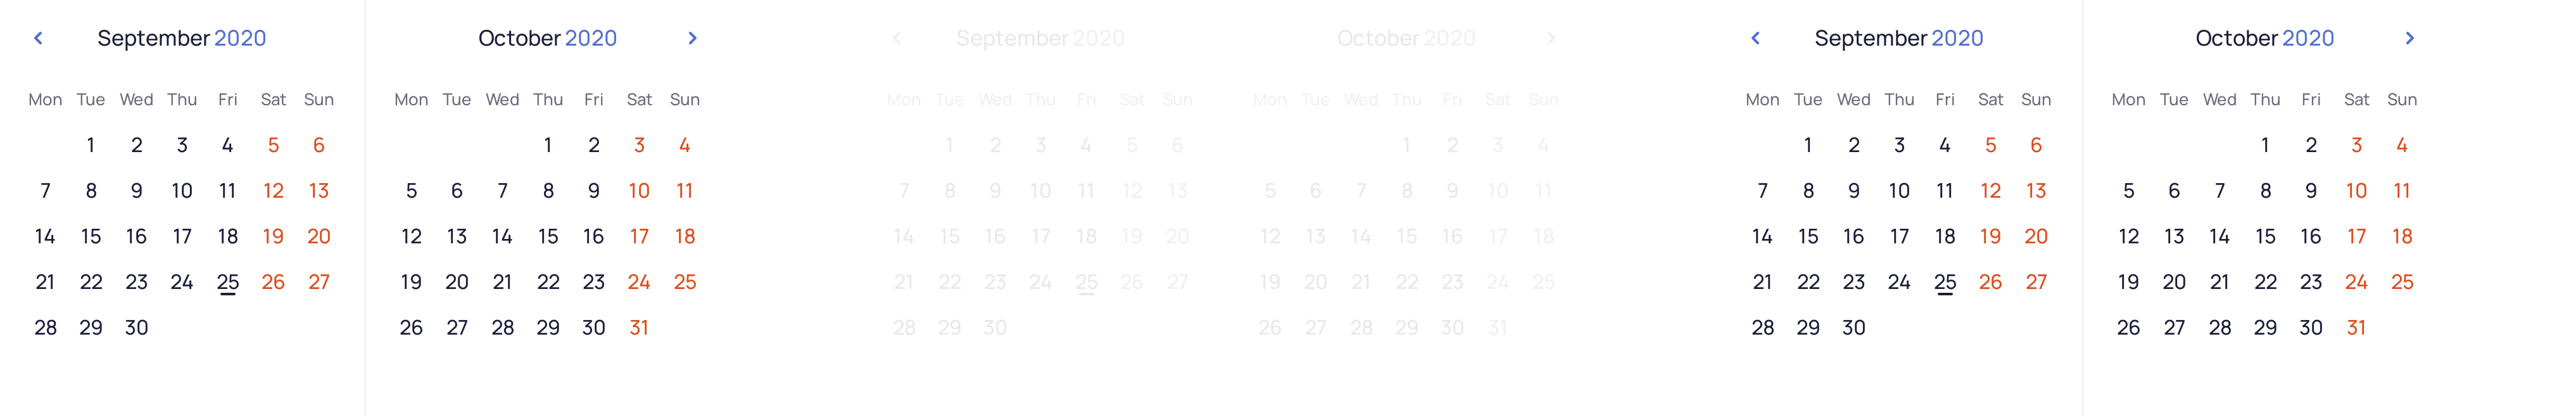 September 2020 October 2020 September 2020 October 2020 September 2020 October 2020
Mon Tue Wed Thu Fri Sat Sun Mon Tue Wed Thu Fri Sat Sun Mon Tue Wed Thu Fri Sat Sun Mon Tue Wed Thu Fri Sat Sun Mon Tue Wed Thu Fri Sat Sun Mon Tue Wed Thu Fri Sat Sun
1 2 3 4 5 6 1 2 3 4 1 2 3 4 5 6 1 2 3 4 1 2 3 4 5 6 1 2 3 4
7 8 9 10 11 12 13 5 6 7 8 9 10 11 7 8 9 10 11 12 13 5 6 7 8 9 10 11 7 8 9 10 11 12 13 5 6 7 8 9 10 11
14 15 16 17 18 19 20 12 13 14 15 16 17 18 14 15 16 17 18 19 20 12 13 14 15 16 17 18 14 15 16 17 18 19 20 12 13 14 15 16 17 18
21 22 23 24 25 26 27 19 20 21 22 23 24 25 21 22 23 24 25 26 27 19 20 21 22 23 24 25 21 22 23 24 25 26 27 19 20 21 22 23 24 25
28 29 30 26 27 28 29 30 31 28 29 30 26 27 28 29 30 31 28 29 30 26 27 28 29 30 31